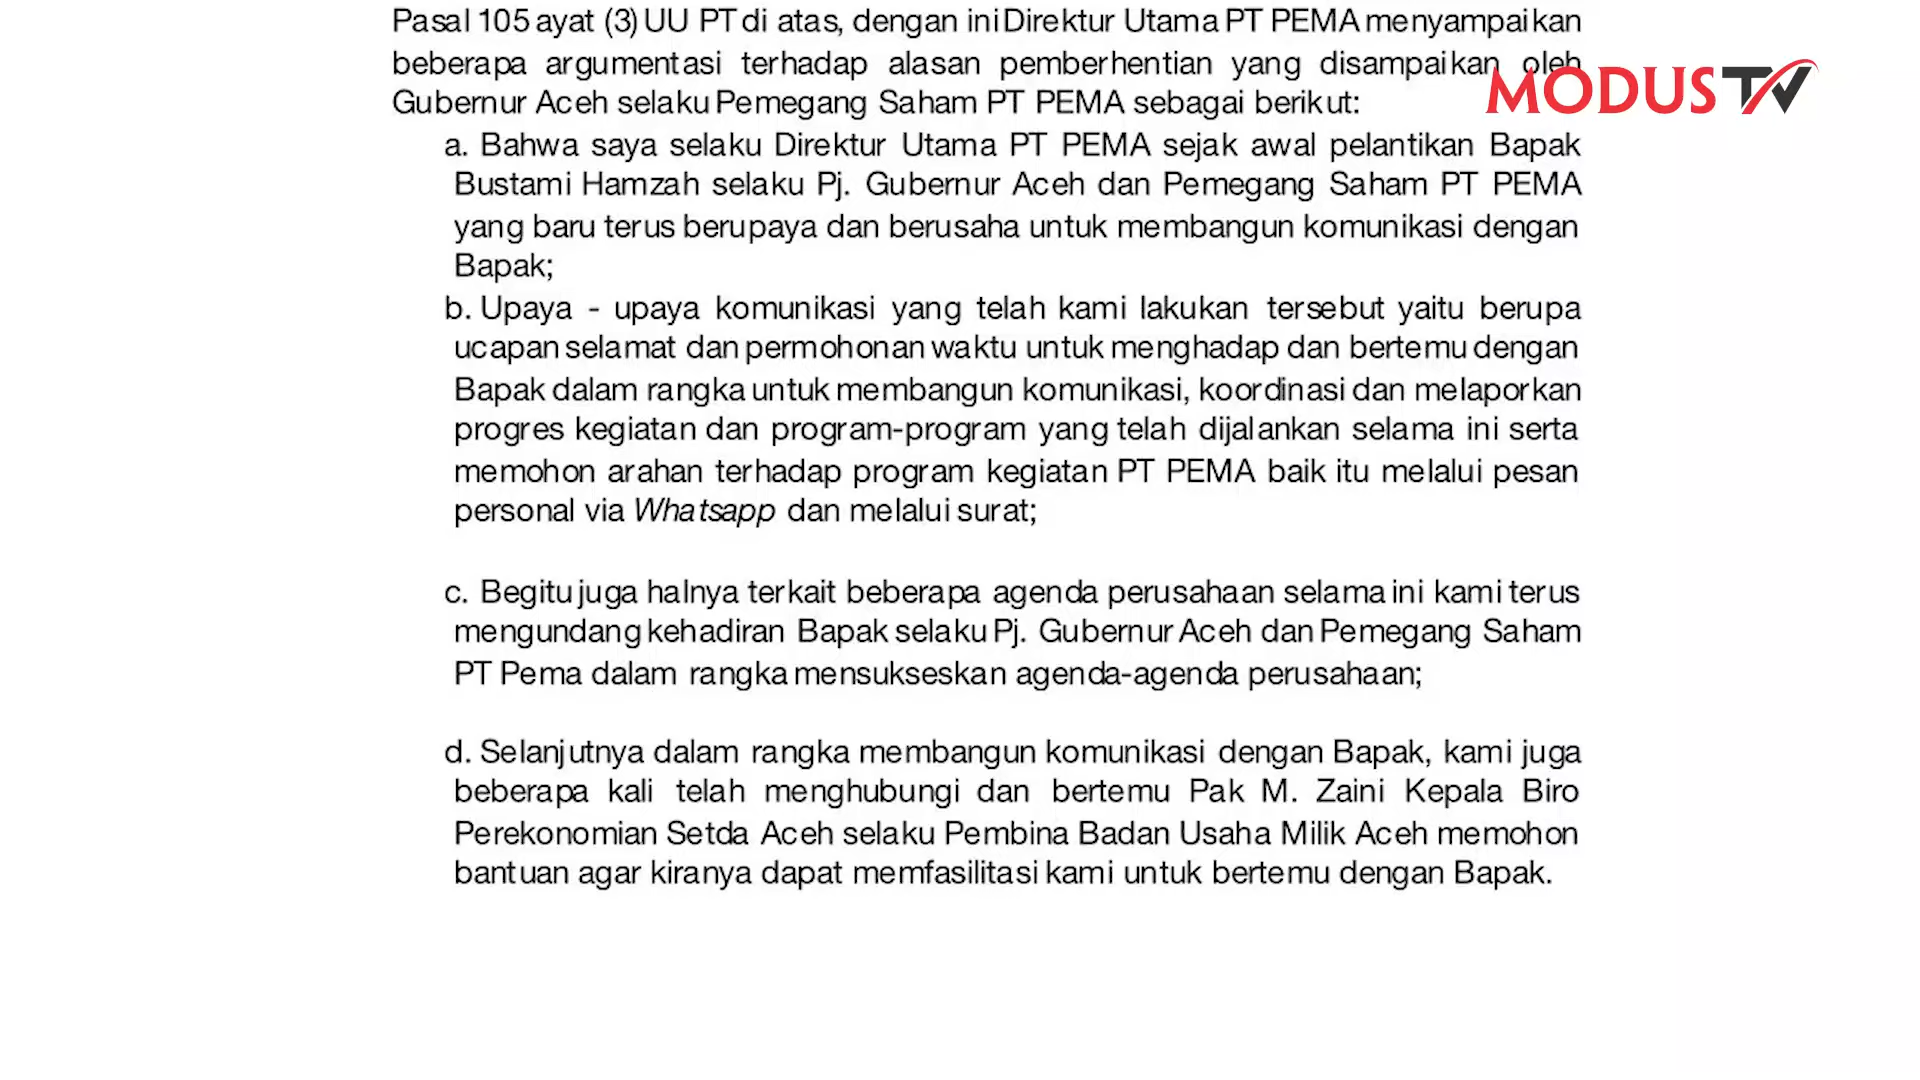 Pasal 105 ayat (3) UU PT di atas, dengan ini Direktur Utama PT PEMA menyampaikan
beberapa argumentasi terhadap alasan pemberhentian yang disampaikan oleh
MODUS TV
Gubernur Aceh selaku Pemegang Saham PT PEMA sebagai berikut:
a. Bahwa saya selaku Direktur Utama PT PEMA sejak awal pelantikan Bapak
Bustami Hamzah selaku Pj. Gubernur Aceh dan Pemegang Saham PT PEMA
yang baru terus berupaya dan berusaha untuk membangun komunikasi dengan
Bapak;
b. Upaya - upaya komunikasi yang telah kami lakukan tersebut yaitu berupa
ucapan selamat dan permohonan waktu untuk menghadap dan bertemu dengan
Bapak dalam rangka untuk membangun komunikasi, koordinasi dan melaporkan
progres kegiatan dan program-program yang telah dijalankan selama ini serta
memohon arahan terhadap program kegiatan PT PEMA baik itu melalui pesan
personal via Whatsapp dan melalui surat;
c. Begitu juga halnya terkait beberapa agenda perusahaan selama ini kami terus
mengundang kehadiran Bapak selaku Pj. Gubernur Aceh dan Pemegang Saham
PT Pema dalam rangka mensukseskan agenda-agenda perusahaan;
d. Selanjutnya dalam rangka membangun komunikasi dengan Bapak, kami juga
beberapa kali telah menghubungi dan bertemu Pak M. Zaini Kepala Biro
Perekonomian Setda Aceh selaku Pembina Badan Usaha Milik Aceh memohon
bantuan agar kiranya dapat memfasilitasi kami untuk bertemu dengan Bapak.